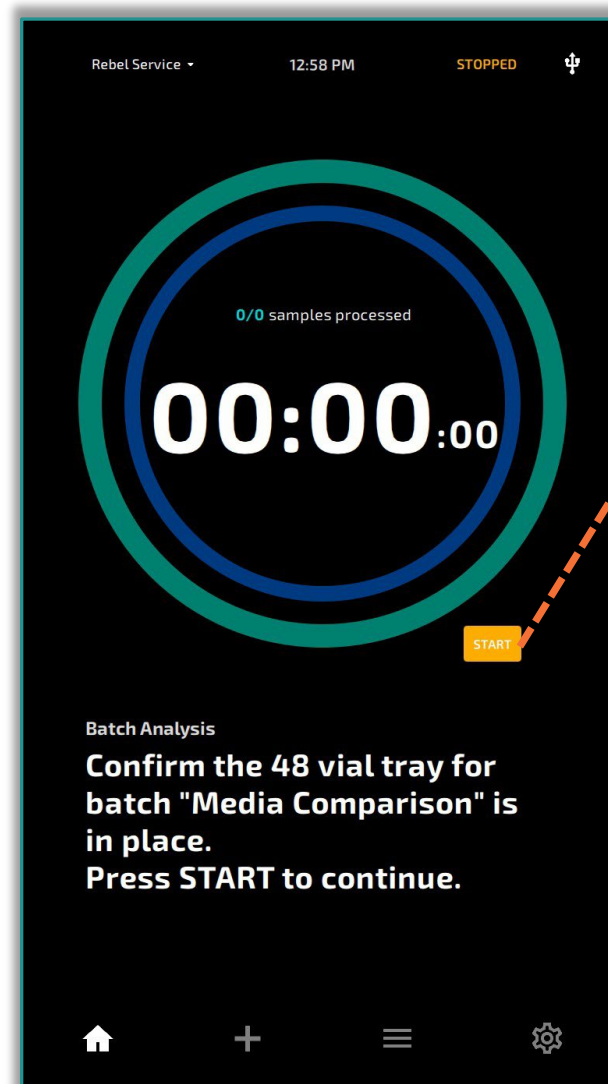 Rebel Service 12:58 PM STOPPED
0/0 samples processed
00:00:00
START
Batch Analysis
Confirm the 48 vial tray for
batch "Media Comparison" is
in place.
Press START to continue.